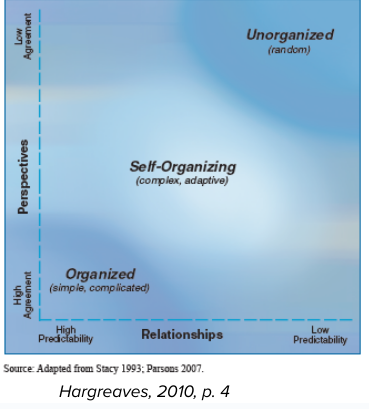 Unorganized
(random)
Low
Agreement
Self-Organizing
(complex, adaptive)
Perspectives
Organized
(simple, complicated)
High
Agreement
High
Predictability
Relationships
Low
Predictability
Source: Adapted from Stacy 1993; Parsons 2007.
Hargreaves, 2010, p. 4